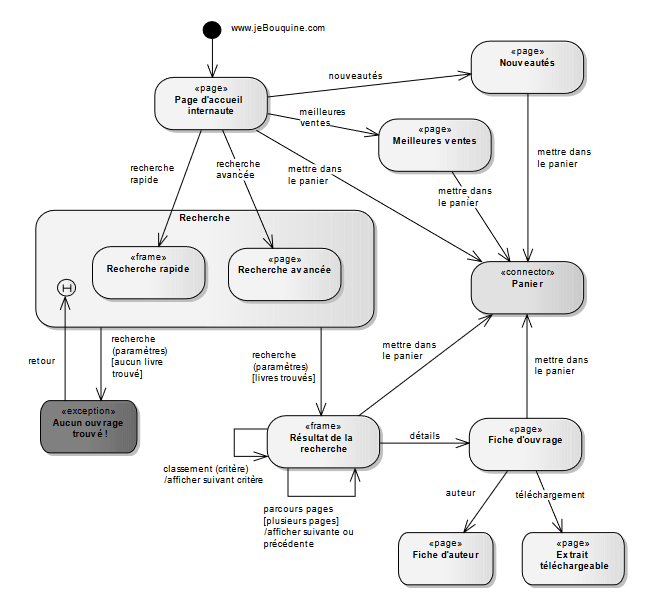 www.jeBouquine.com
«page»
Page d'accueil
internaute
nouveautés
«page»
Nouveautés
meilleures
ventes
«page»
Meilleures ventes
recherche
rapide
recherche
avancée
mettre dans
le panier
mettre dans
le panier
mettre dans
le panier
Recherche
«frame»
Recherche rapide
«page»
Recherche avancée
H
«connector»
Panier
retour
recherche
(paramètres)
[aucun livre
trouvé]
recherche
(paramètres)
[livres trouvés]
mettre dans
le panier
mettre dans
le panier
«exception»
Aucun ouvrage
trouvé !
«frame»
Résultat de la
recherche
détails
«page»
Fiche d'ouvrage
classement (critère)
/afficher suivant critère
parcours pages
[plusieurs pages]
/afficher suivante ou
précédente
auteur
téléchargement
«page»
Fiche d'auteur
«page»
Extrait
téléchargeable